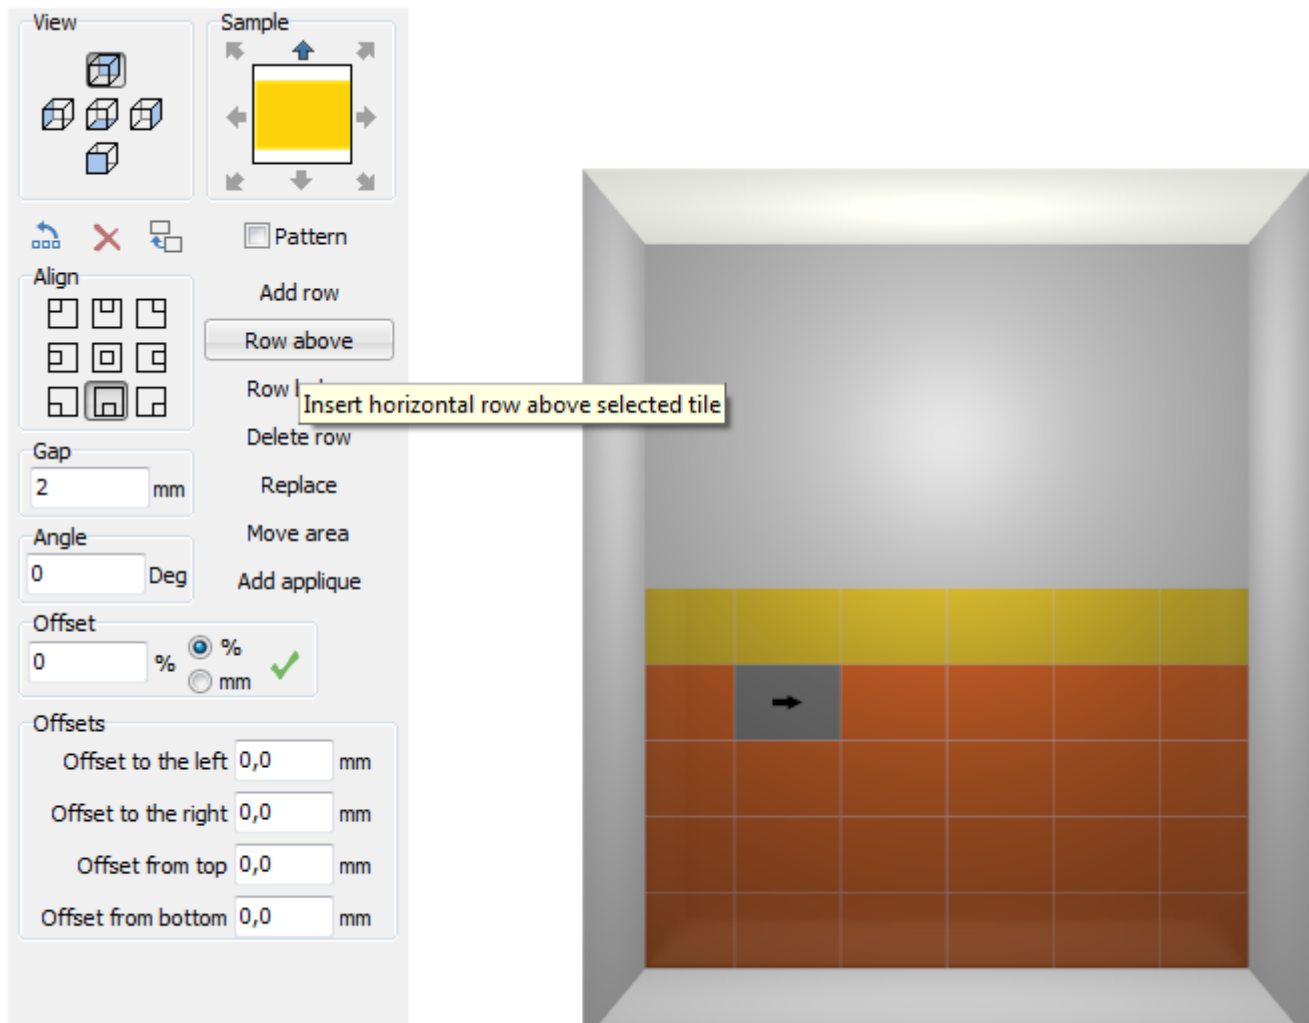 View
Sample
Pattern
Align
Add row
Row above
Row
Insert horizontal row above selected tile
Delete row
Gap
2 mm
Replace
Angle
Move area
0 Deg
Add applique
Offset
0 % %
mm
Offsets
Offset to the left 0,0 mm
Offset to the right 0,0 mm
Offset from top 0,0 mm
Offset from bottom 0,0 mm